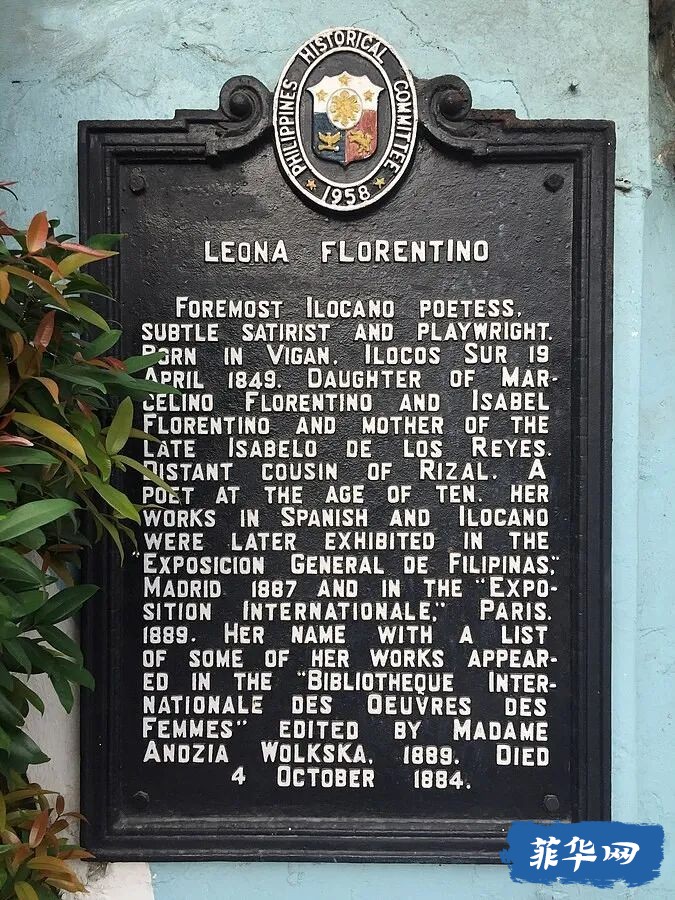 PHILIPPINES HISTORICAL COMMITTEE
1958
LEONA FLORENTINO
FOREMOST ILOCANO POETESS,
SUBTLE SATIRIST AND PLAYWRIGHT.
BORN IN VIGAN, ILOCOS SUR 19
APRIL 1849. DAUGHTER OF MAR-
CELINO FLORENTINO AND ISABEL
FLORENTINO AND MOTHER OF THE
LATE ISABELO DE LOS REYES.
DISTANT COUSIN OF RIZAL. A
POET AT THE AGE OF TEN. HER
WORKS IN SPANISH AND ILOCANO
WERE LATER EXHIBITED IN THE
"EXPOSICION GENERAL DE FILIPINAS,"
MADRID 1887 AND IN THE "EXPO-
SITION INTERNATIONALE," PARIS.
1889. HER NAME WITH A LIST
OF SOME OF HER WORKS APPEAR-
ED IN THE "BIBLIOTHEQUE INTER-
NATIONALE DES OEUVRES DES
FEMMES" EDITED BY MADAME
ANDZIA WOLKSKA, 1889. DIED
4 OCTOBER 1884.
菲华网